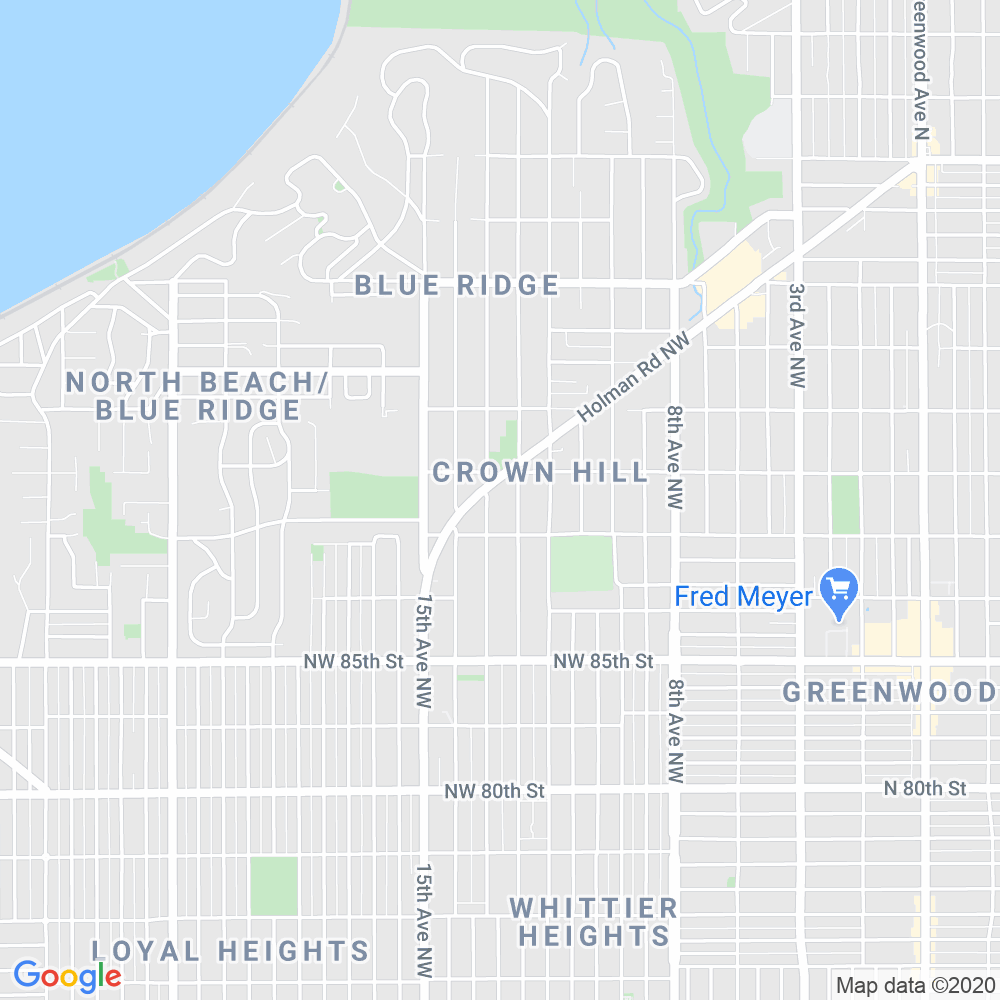 eenwood Ave N
BLUE RIDGE
3rd Ave NW
Holman Rd NW
NORTH BEACH/
BLUE RIDGE
8th Ave NW
CROWN HILL
Fred Meyer
15th Ave NW
NW 85th St
NW 85th St
8th Ave NW
GREENWOOD
NW 80th St
N 80th St
15th Ave NW
WHITTIER
HEIGHTS
LOYAL HEIGHTS
Google
Map data ©2020